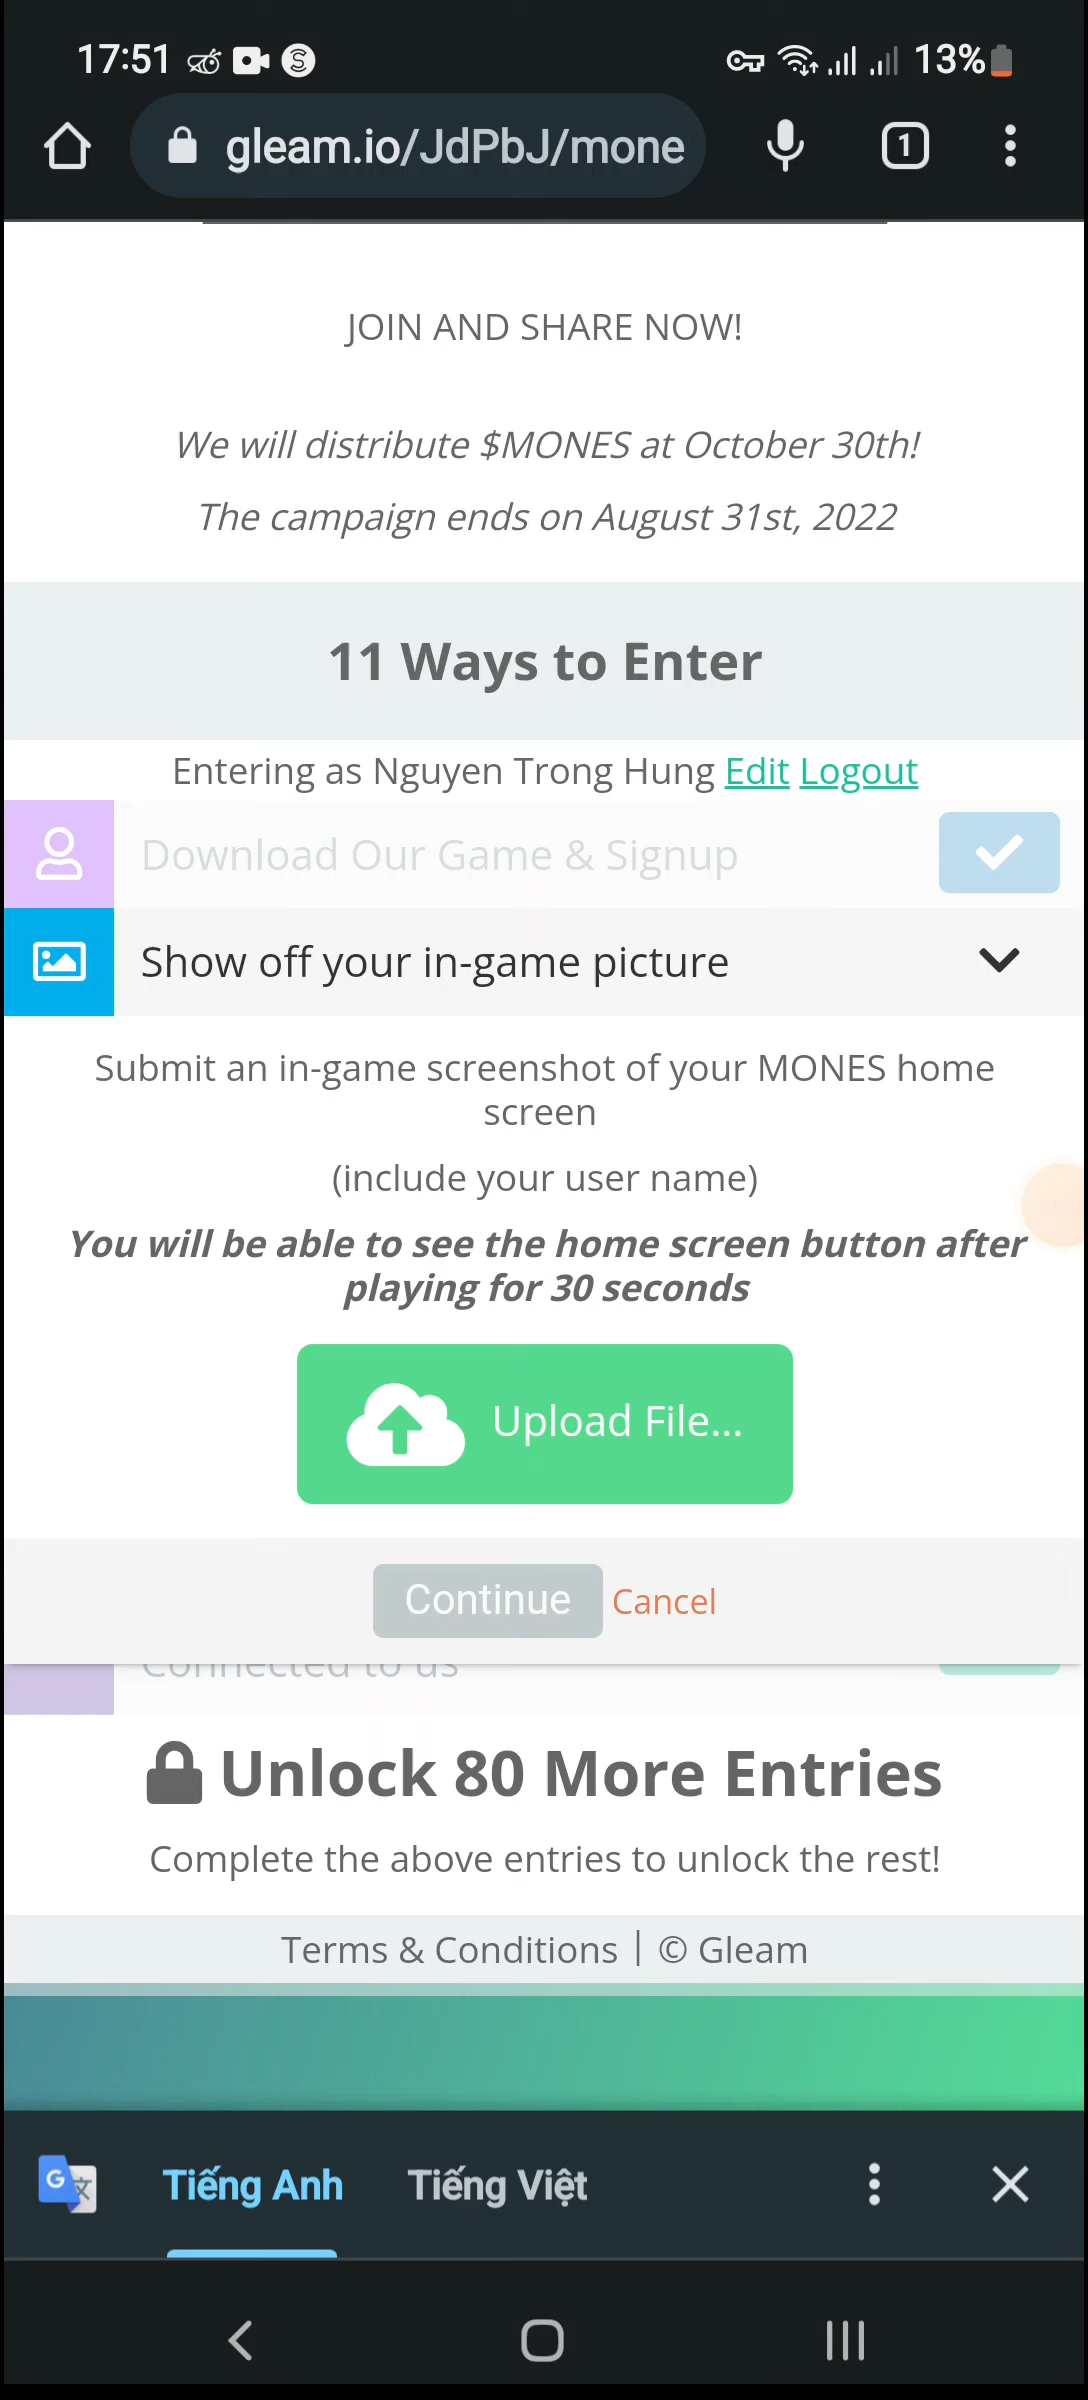 17:51
13%
gleam.io/JdPbJ/mone
1
JOIN AND SHARE NOW!
We will distribute $MONES at October 30th!
The campaign ends on August 31st, 2022
11 Ways to Enter
Entering as Nguyen Trong Hung Edit Logout
Download Our Game & Signup
Show off your in-game picture
Submit an in-game screenshot of your MONES home
screen
(include your user name)
You will be able to see the home screen button after
playing for 30 seconds
Upload File...
Continue Cancel
Connected to us
Unlock 80 More Entries
Complete the above entries to unlock the rest!
Terms & Conditions | © Gleam
Tiếng Anh Tiếng Việt